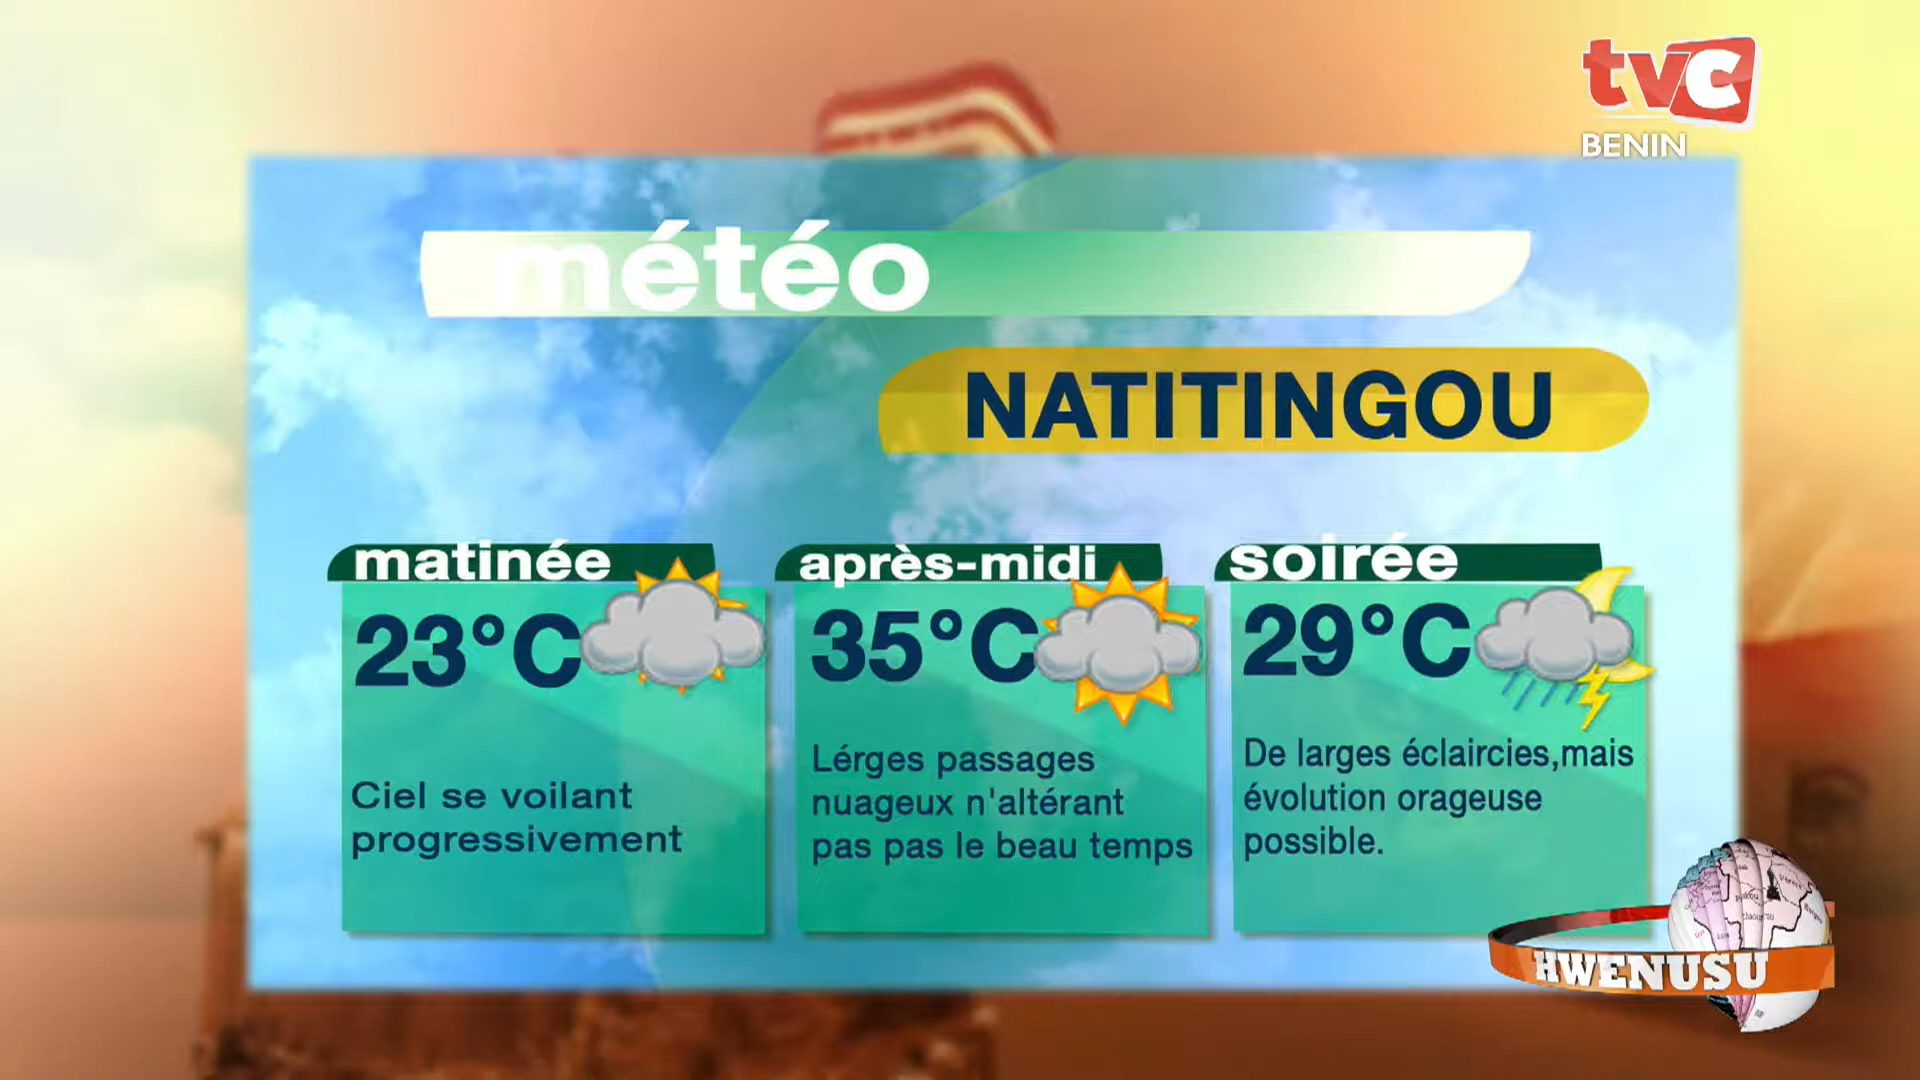 tvc
BENIN
météo
NATITINGOU
matinée
23°C
Ciel se voilant
progressivement
après-midi
35°C
Lérges passages
nuageux n'altérant
pas pas le beau temps
soirée
29°C
De larges éclaircies,mais
évolution orageuse
possible.
HWENUSU